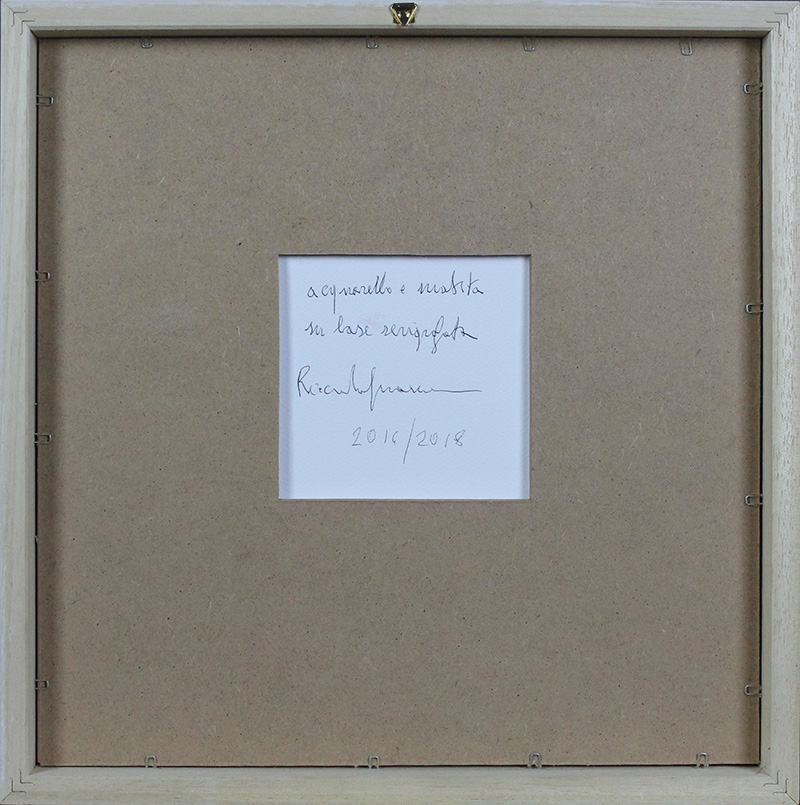 acquarello e matita
su base serigrafata
2016/2018